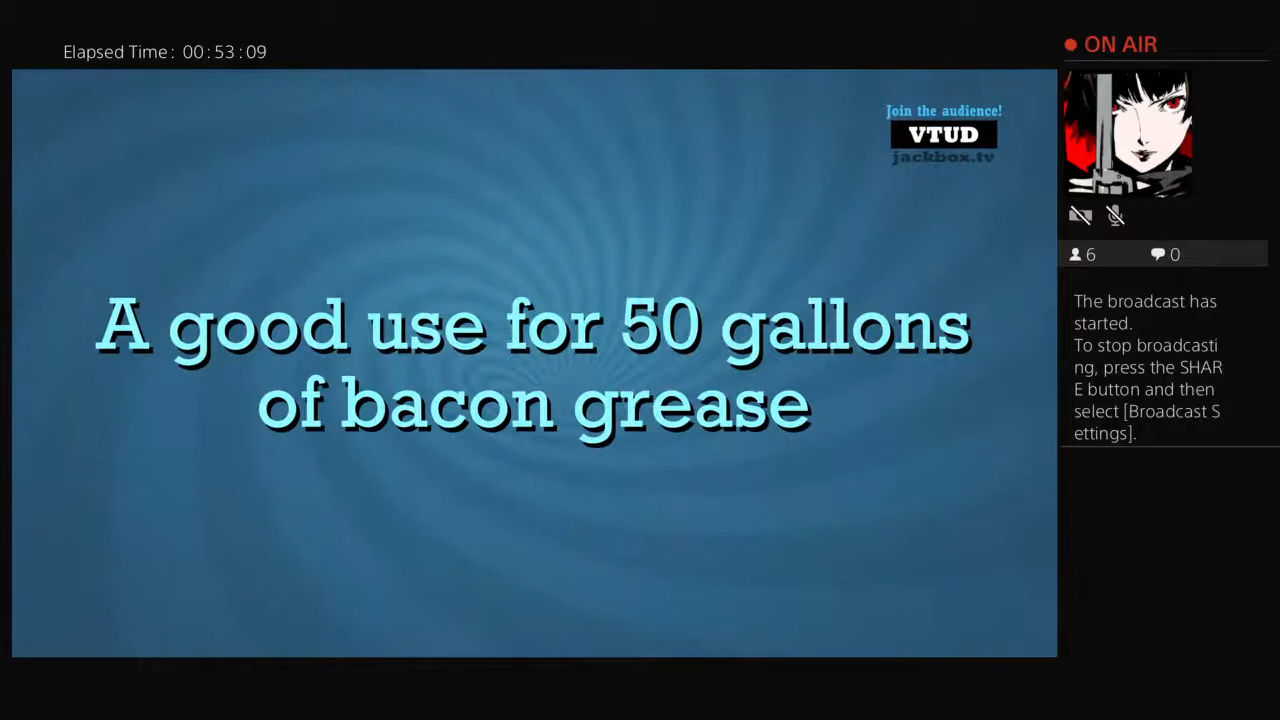 Elapsed Time: 00:53:09
ON AIR
Join the audience!
VTUD
jackbox.tv
6
0
The broadcast has
started.
To stop broadcasti
ng, press the SHAR
E button and then
select [Broadcast S
ettings].
A good use for 50 gallons
of bacon grease